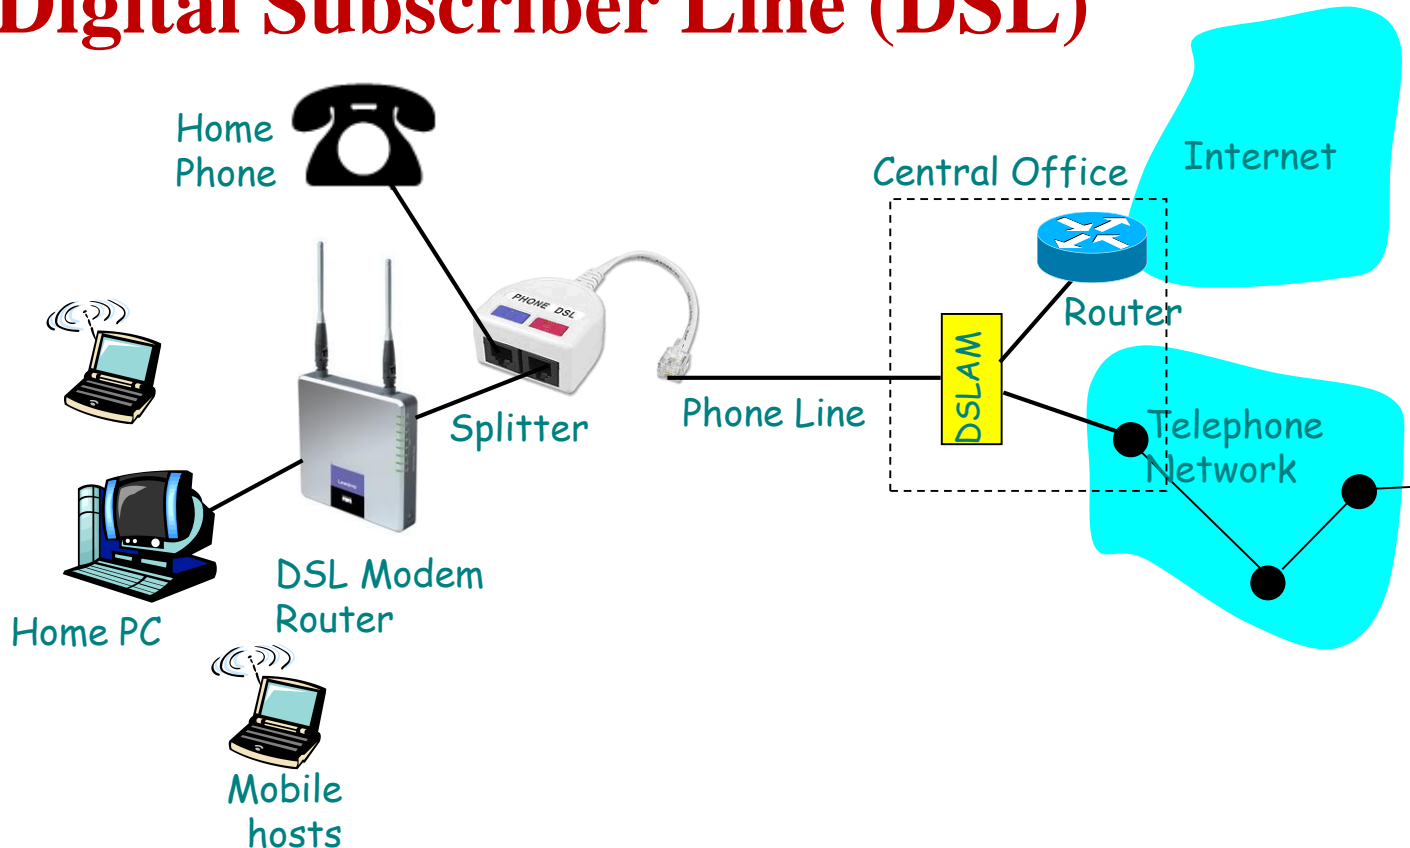 Digital Subscriber Line (DSL)
Home
Phone
Internet
Central Office
PHONE DSL
Router
DSLAM
Splitter
Phone Line
Telephone
Network
DSL Modem
Router
Home PC
Mobile
hosts